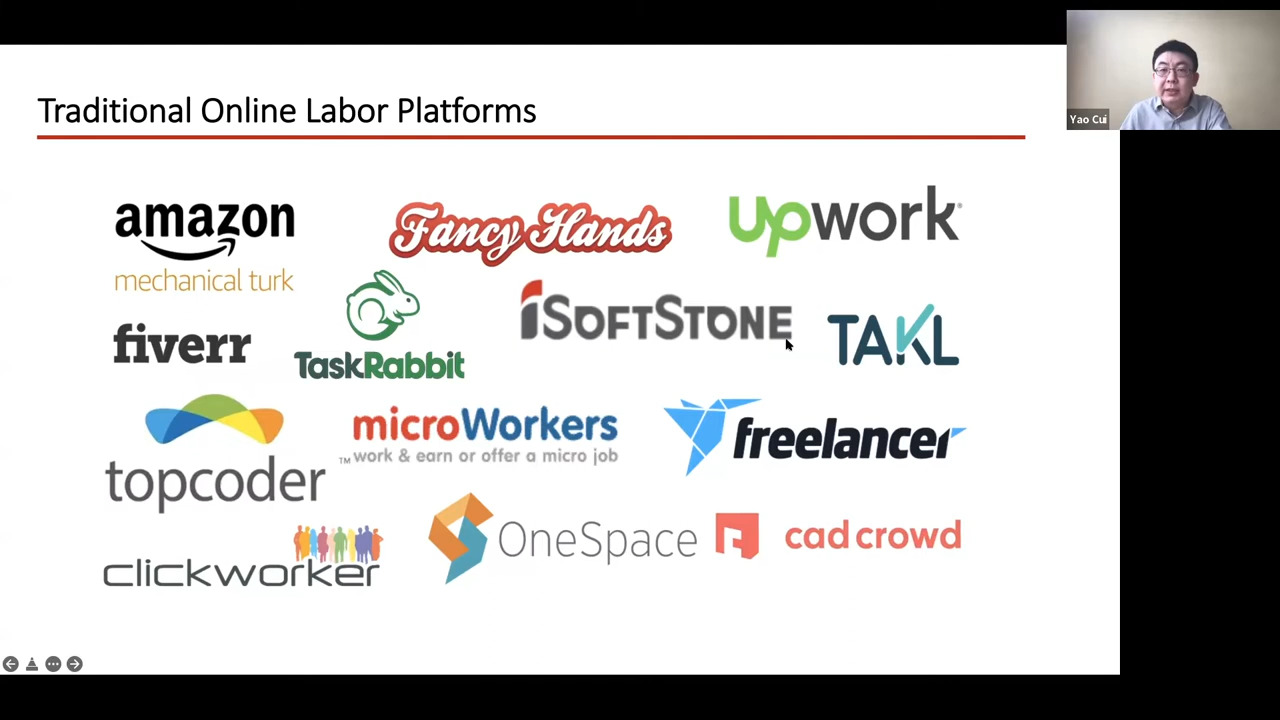 Traditional Online Labor Platforms
Yao Cui
amazon
mechanical turk
Fancy Hands
upwork®
fiverr
TaskRabbit
iSOFTSTONE
TAKL
topcoder
microWorkers
™ work & earn or offer a micro job
freelancer
clickworker
OneSpace
cad crowd